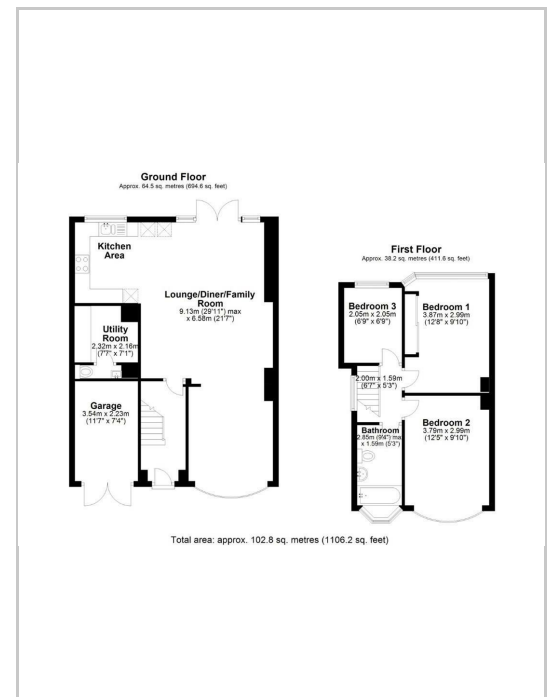 Ground Floor
Approx. 64.5 sq. metres (694.6 sq. feet)
Kitchen
Area
Lounge/Diner/Family
Room
9.13m (29'11") max
x 6.58m (21'7")
Utility
Room
2.32m x 2.16m
(7'7" x 7'1")
Garage
3.54m x 2.23m
(11'7" x 7'4")
First Floor
Approx. 38.2 sq. metres (411.6 sq. feet)
Bedroom 3
2.05m x 2.05m
(6'9" x 6'9")
Bedroom 1
3.87m x 2.99m
(12'8" x 9'10")
2.00m x 1.59m
(6'7" x 5'3")
Bedroom 2
3.79m x 2.99m
(12'5" x 9'10")
Bathroom
2.85m (9'4") max
x 1.59m (5'3")
Total area: approx. 102.8 sq. metres (1106.2 sq. feet)